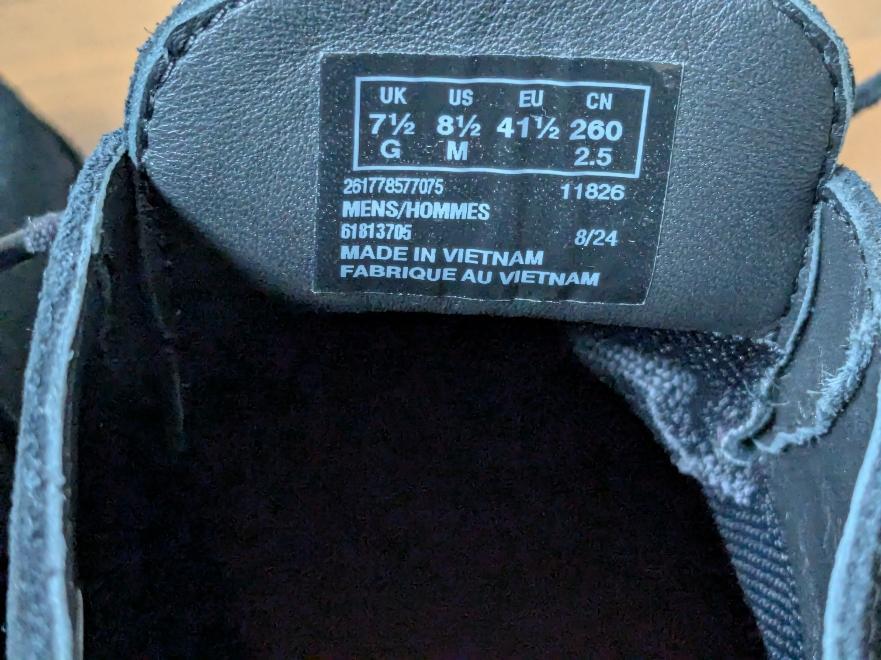 UK US EU CN
7½ 8½ 41½ 260
G M 2.5
261778577075 11826
MENS/HOMMES
61813705 8/24
MADE IN VIETNAM
FABRIQUE AU VIETNAM